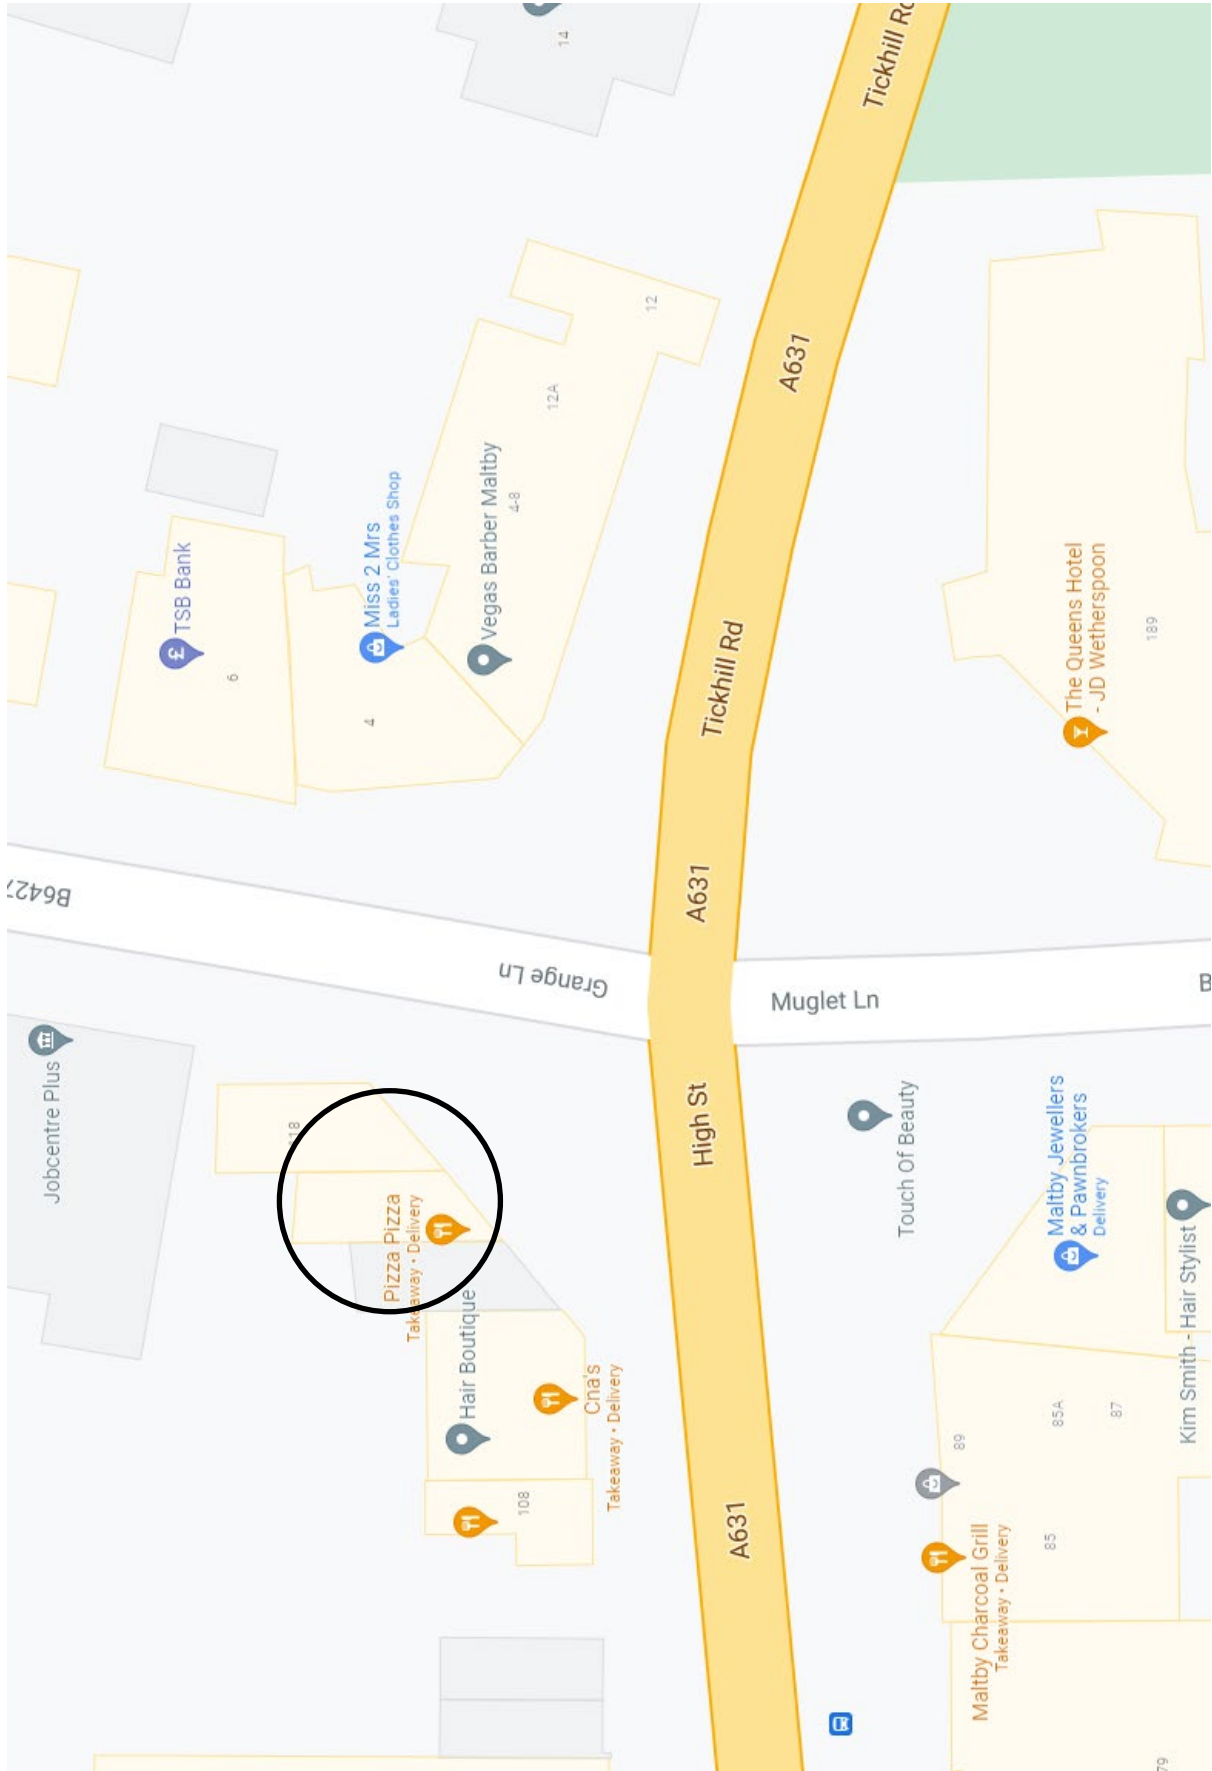 14
Tickhill Rd
12
A631
12A
Vegas Barber Maltby
4-8
Miss 2 Mrs
Ladies' Clothes Shop
TSB Bank
6
4
Tickhill Rd
The Queens Hotel
- JD Wetherspoon
189
A631
B6427
Grange Ln
Muglet Ln
B
Jobcentre Plus
118
High St
Touch Of Beauty
Maltby Jewellers
& Pawnbrokers
Delivery
Pizza Pizza
Takeaway • Delivery
Hair Boutique
Cna's
Takeaway • Delivery
Kim Smith - Hair Stylist
85A
87
89
108
A631
85
Maltby Charcoal Grill
Takeaway • Delivery
79